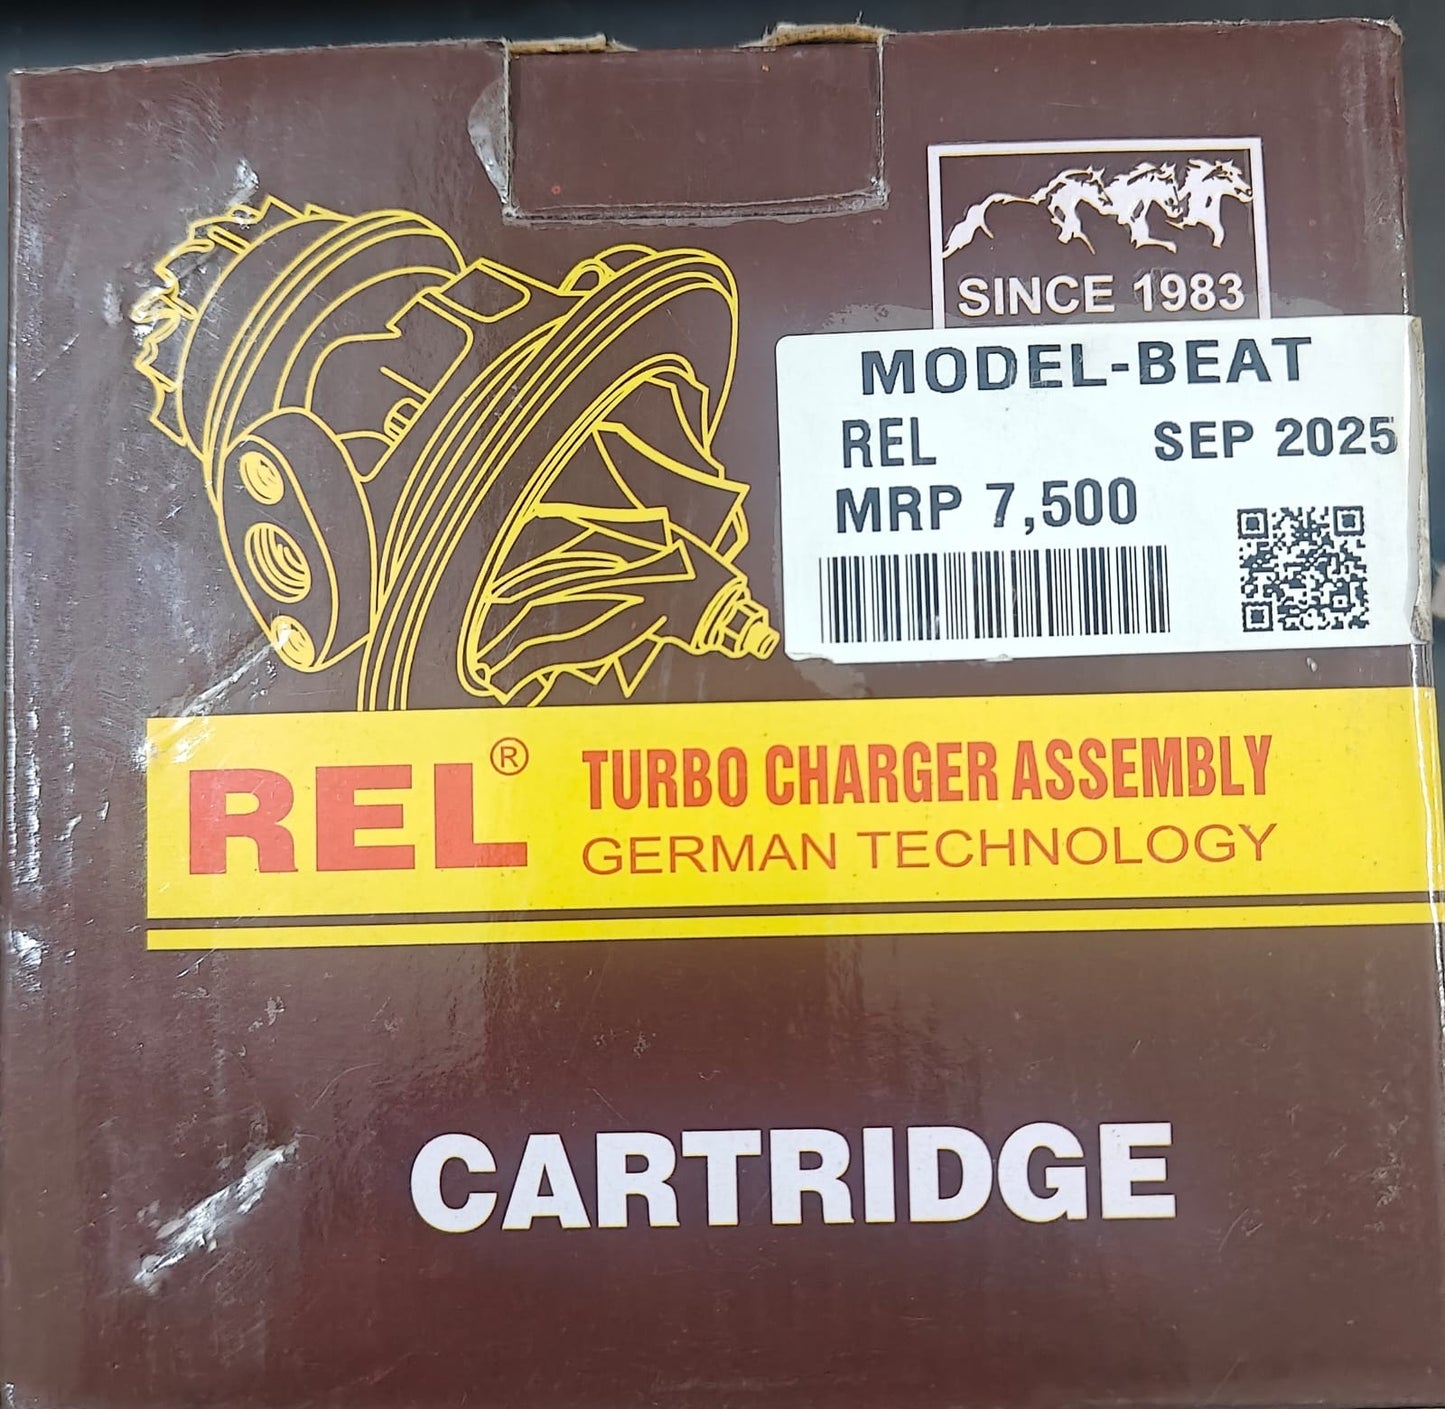 SINCE 1983
MODEL-BEAT
REL SEP 2025
MRP 7,500
REL®
TURBO CHARGER ASSEMBLY
GERMAN TECHNOLOGY
CARTRIDGE